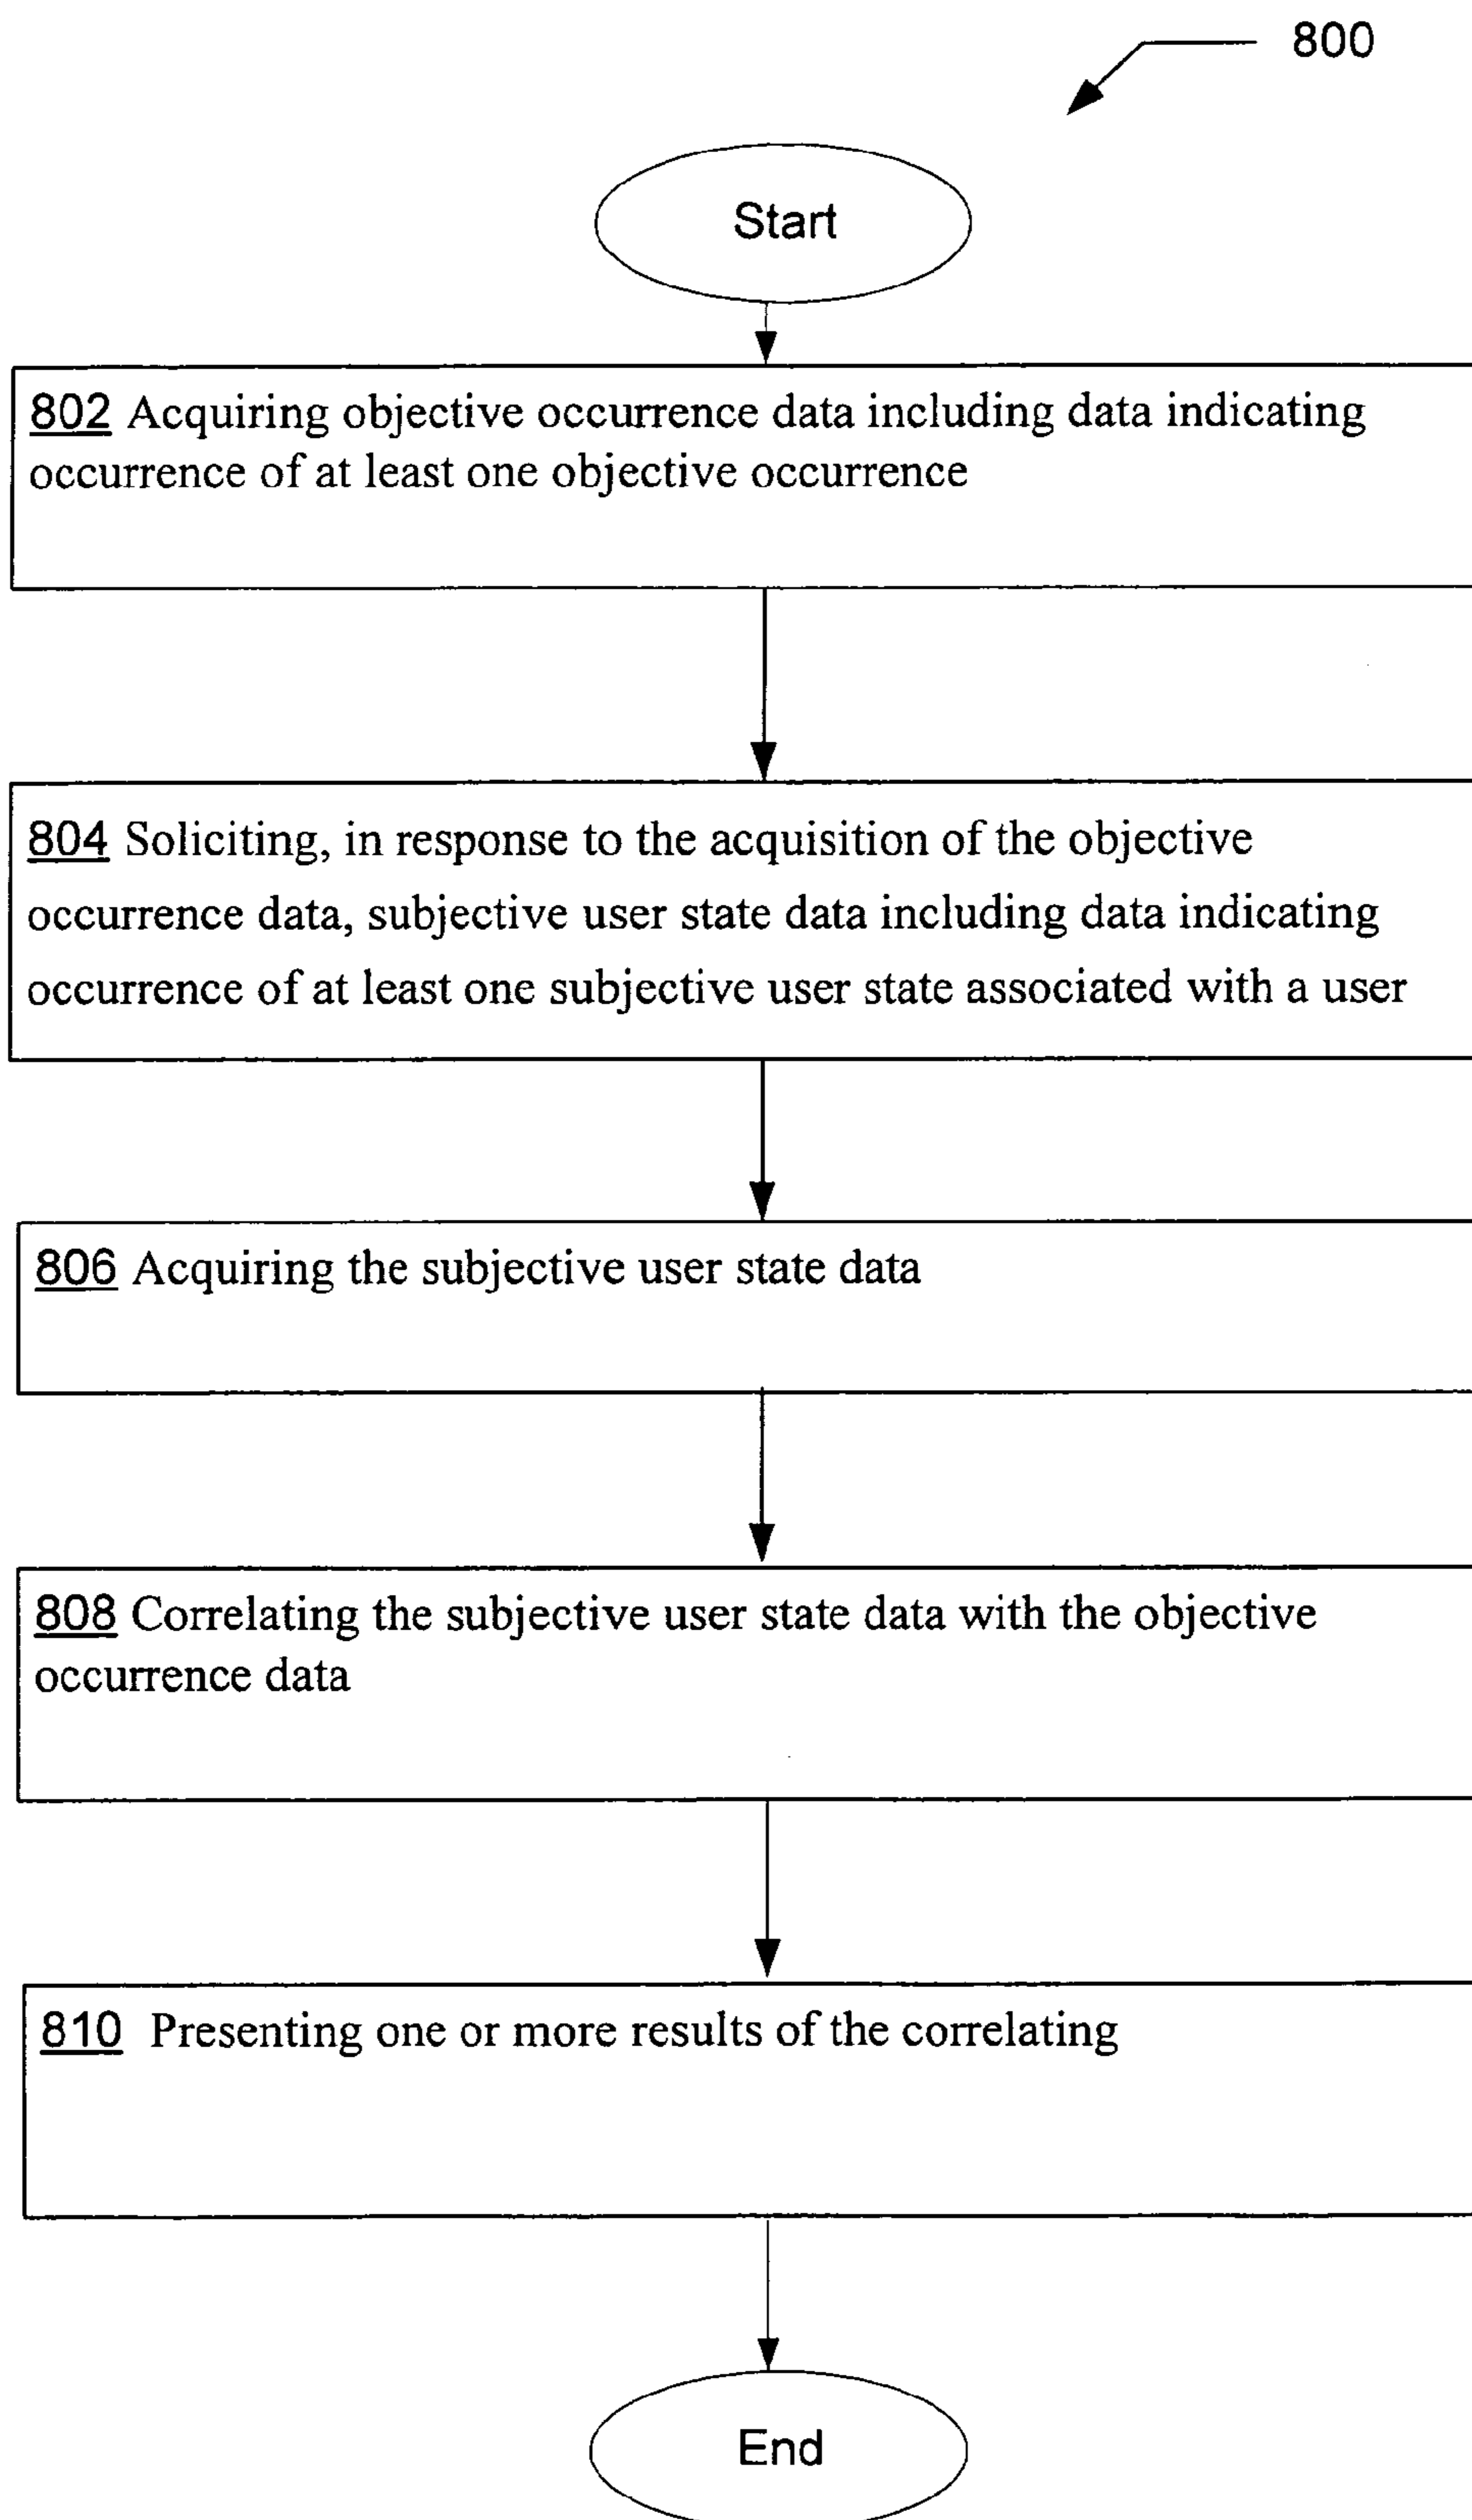 800
Start
802 Acquiring objective occurrence data including data indicating
occurrence of at least one objective occurrence
804 Soliciting, in response to the acquisition of the objective
occurrence data, subjective user state data including data indicating
occurrence of at least one subjective user state associated with a user
806 Acquiring the subjective user state data
808 Correlating the subjective user state data with the objective
occurrence data
810 Presenting one or more results of the correlating
End